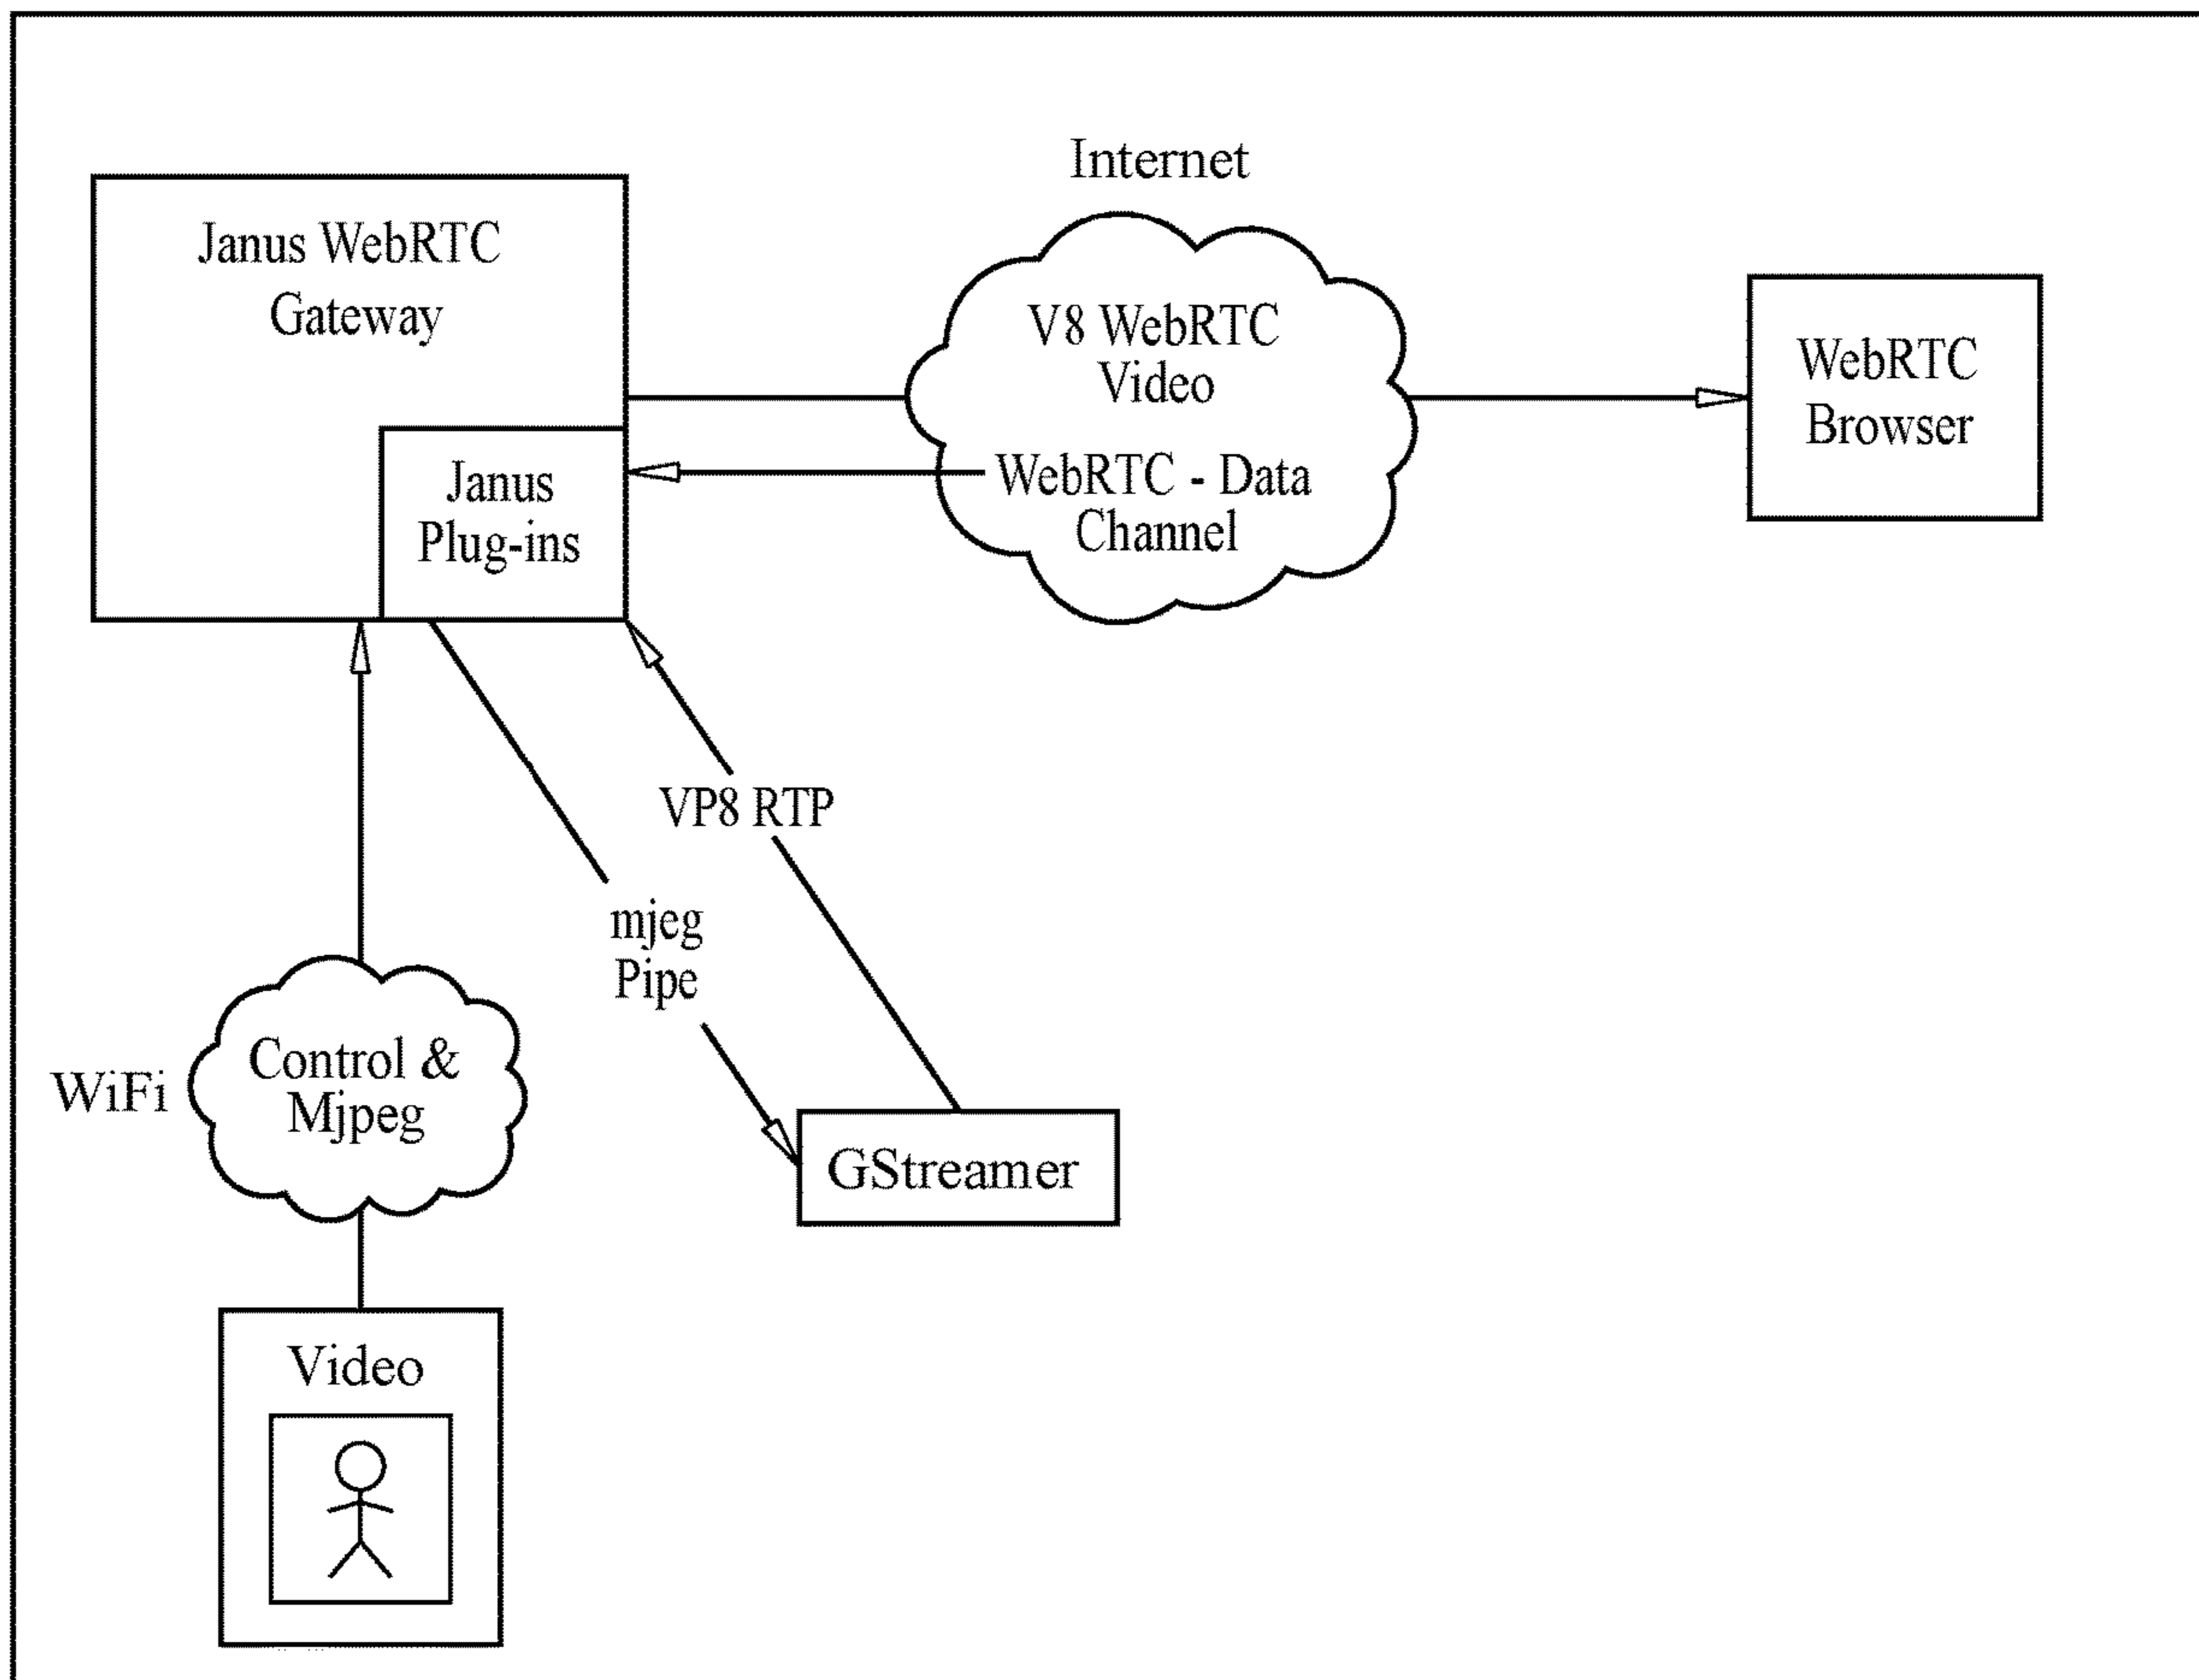 Internet
Janus WebRTC
Gateway
V8 WebRTC
Video
WebRTC
Browser
Janus
Plug-ins
WebRTC - Data
Channel
VP8 RTP
mjeg
Pipe
WiFi
Control &
Mjpeg
GStreamer
Video